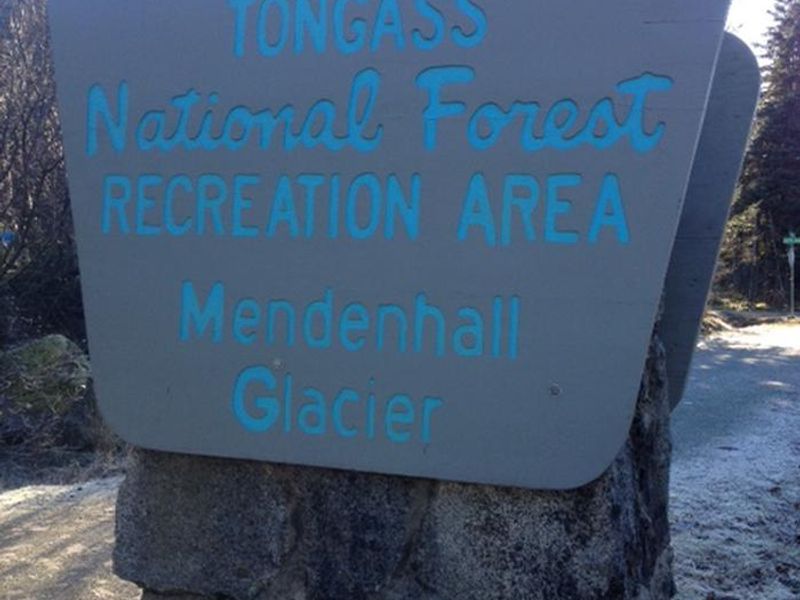 TONGASS
National Forest
RECREATION AREA
Mendenhall
Glacier